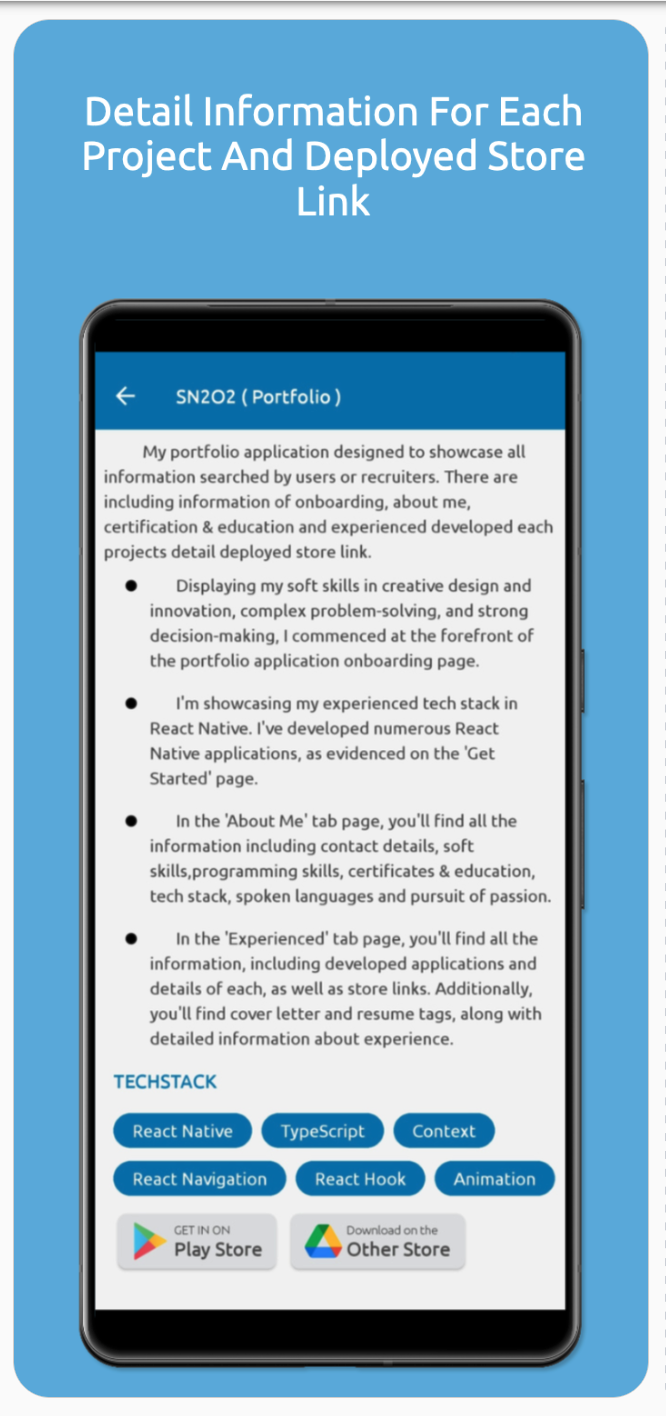 Detail Information For Each
Project And Deployed Store
Link
SN2O2 ( Portfolio )
My portfolio application designed to showcase all
information searched by users or recruiters. There are
including information of onboarding, about me,
certification & education and experienced developed each
projects detail deployed store link.
Displaying my soft skills in creative design and
innovation, complex problem-solving, and strong
decision-making, I commenced at the forefront of
the portfolio application onboarding page.
I'm showcasing my experienced tech stack in
React Native. I've developed numerous React
Native applications, as evidenced on the 'Get
Started' page.
In the 'About Me' tab page, you'll find all the
information including contact details, soft
skills,programming skills, certificates & education,
tech stack, spoken languages and pursuit of passion.
In the 'Experienced' tab page, you'll find all the
information, including developed applications and
details of each, as well as store links. Additionally,
you'll find cover letter and resume tags, along with
detailed information about experience.
TECHSTACK
React Native TypeScript Context
React Navigation React Hook Animation
GET IN ON Download on the
Play Store Other Store